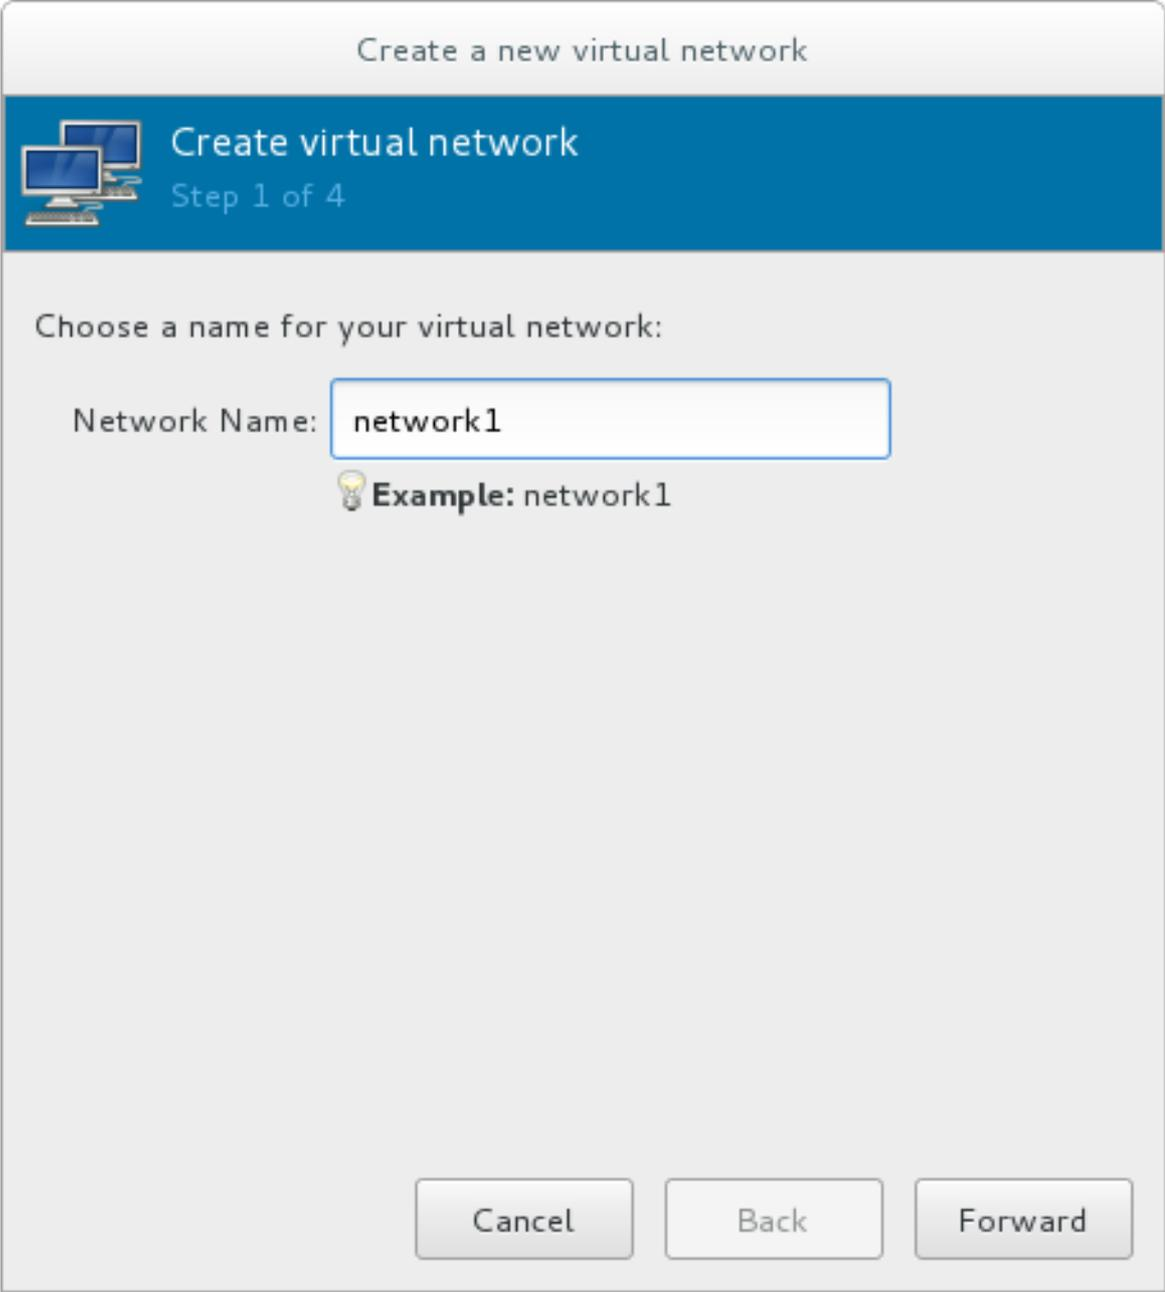 Create a new virtual network
Create virtual network
Step 1 of 4
Choose a name for your virtual network:
Network Name: network1
Example: network1
Cancel Back Forward